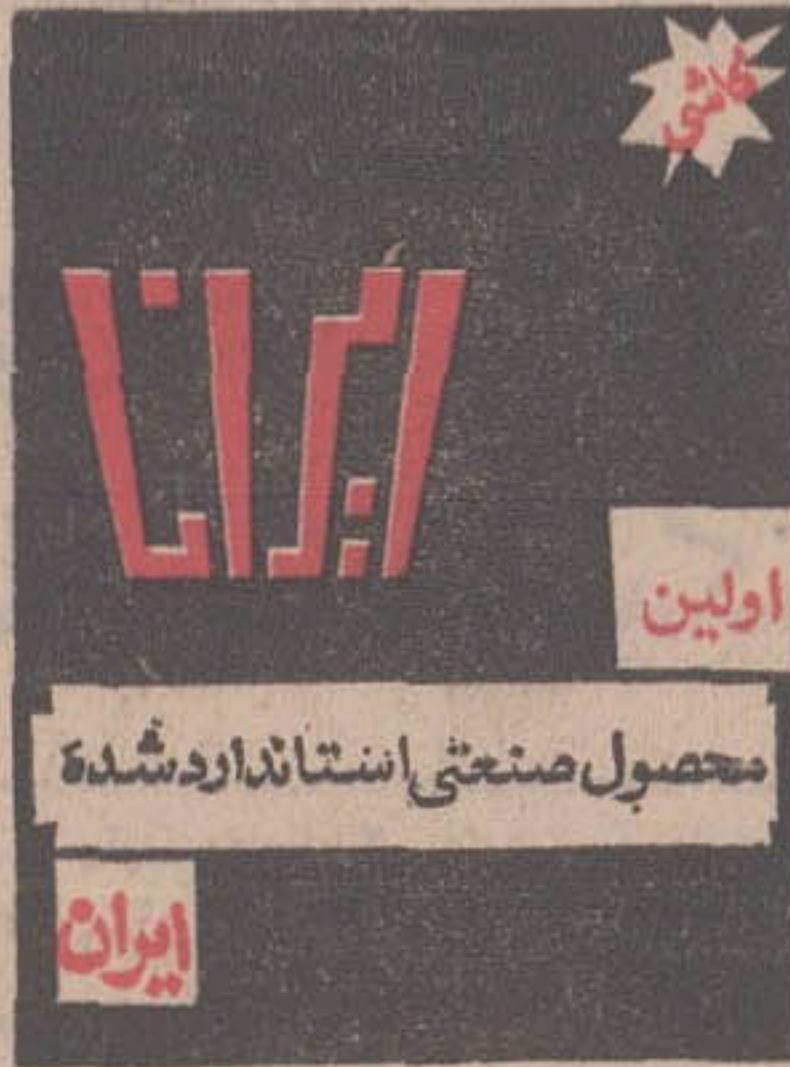 کاشی
ایرانا
اولین
محصول صنعتی استاندارد شده
ایران